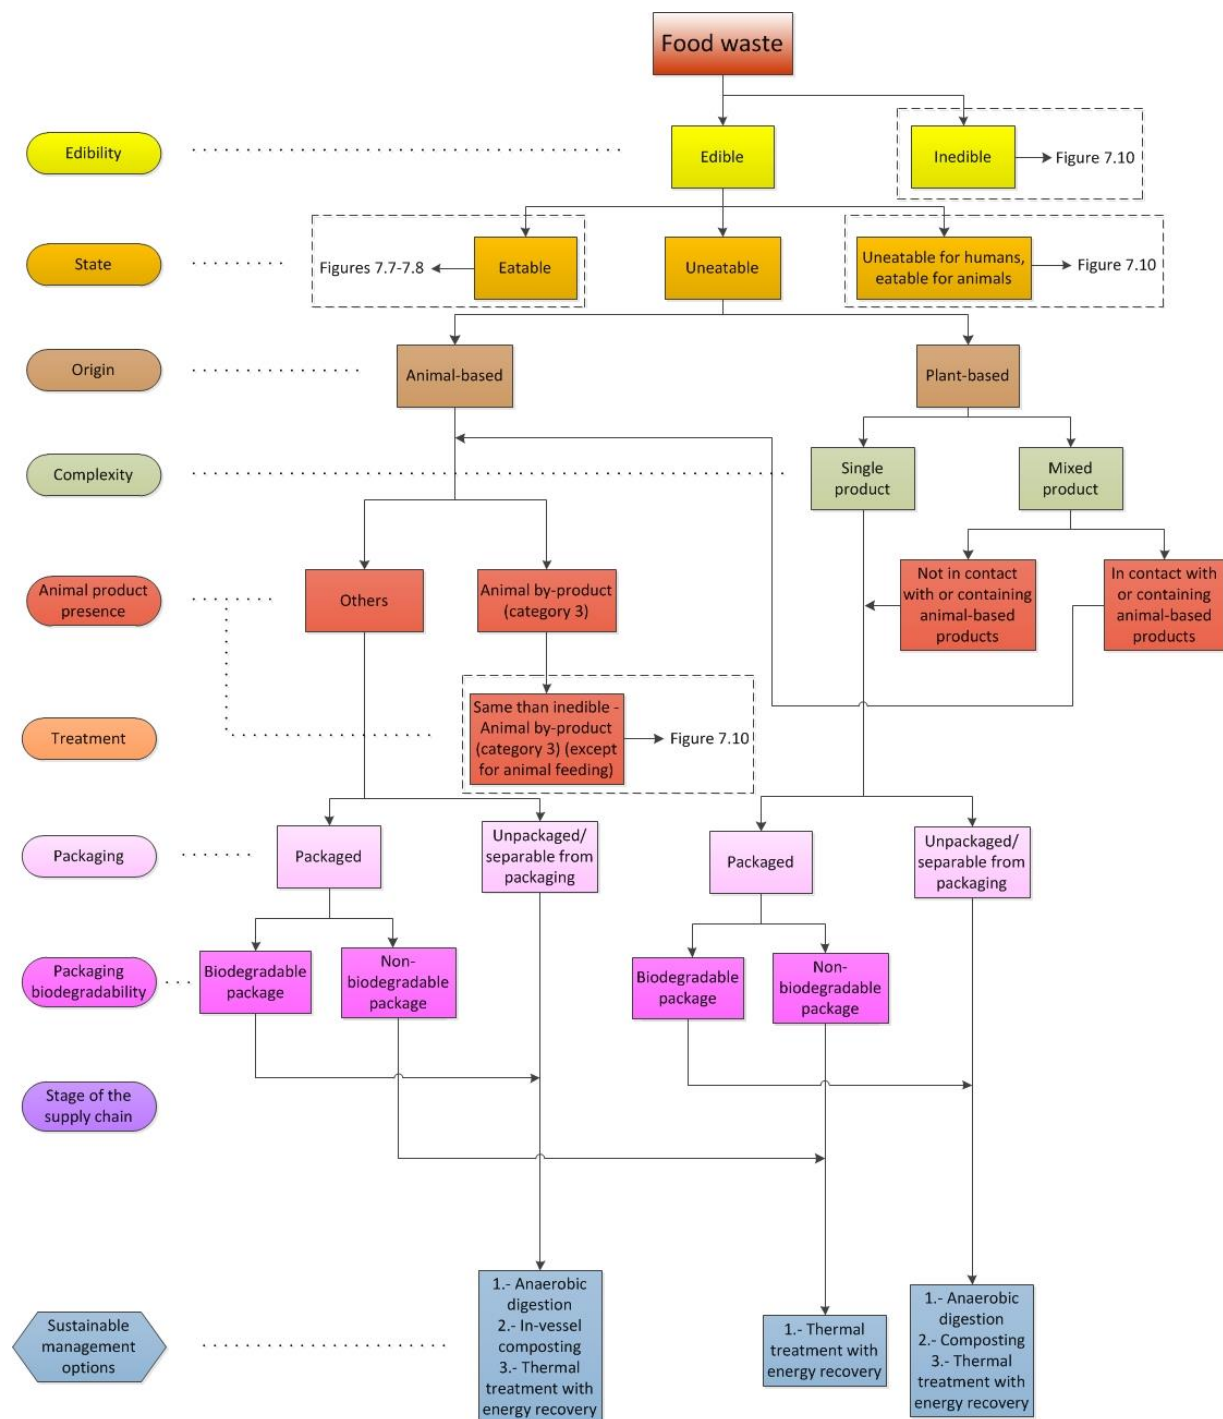 Food waste
Edibility
Edible
Inedible
Figure 7.10
State
Figures 7.7-7.8
Eatable
Uneatable
Uneatable for humans,
eatable for animals
Figure 7.10
Origin
Animal-based
Plant-based
Complexity
Single
product
Mixed
product
Animal product
presence
Others
Animal by-product
(category 3)
Not in contact
with or containing
animal-based
products
In contact with
or containing
animal-based
products
Treatment
Same than inedible -
Animal by-product
(category 3) (except
for animal feeding)
Figure 7.10
Packaging
Packaged
Unpackaged/
separable from
packaging
Packaged
Unpackaged/
separable from
packaging
Packaging
biodegradability
Biodegradable
package
Non-
biodegradable
package
Biodegradable
package
Non-
biodegradable
package
Stage of the
supply chain
Sustainable
management
options
1.- Anaerobic
digestion
2.- In-vessel
composting
3.- Thermal
treatment with
energy recovery
1.- Thermal
treatment with
energy recovery
1.- Anaerobic
digestion
2.- Composting
3.- Thermal
treatment with
energy recovery